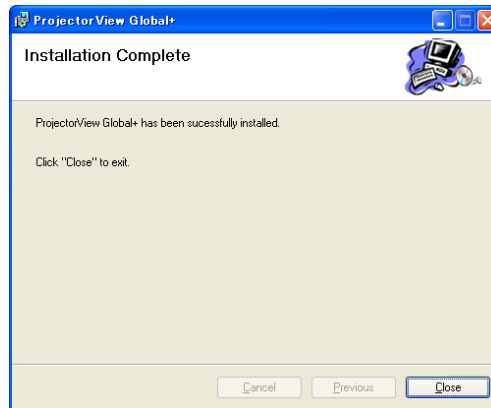 ProjectorView Global+
Installation Complete
ProjectorView Global+ has been sucessfully installed.
Click "Close" to exit.
Cancel Previous Close